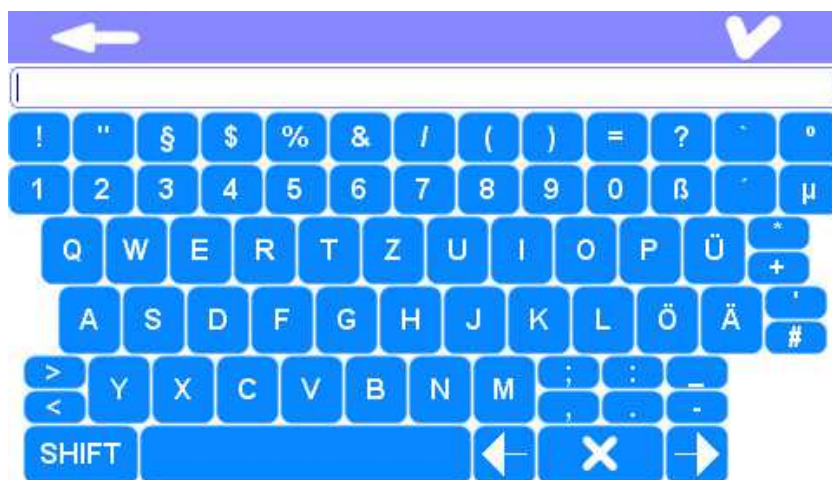 ! " § $ % & / ( ) = ? ` º
1 2 3 4 5 6 7 8 9 0 ß ´ µ
Q W E R T Z U I O P Ü * +
A S D F G H J K L Ö Ä ' #
> < Y X C V B N M ; , : . _ -
SHIFT